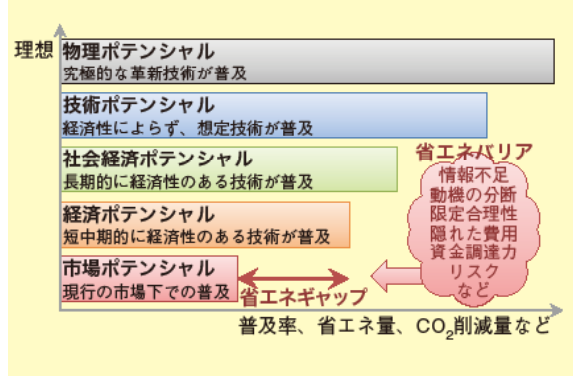 理想
物理ポテンシャル
究極的な革新技術が普及
技術ポテンシャル
経済性によらず、想定技術が普及
社会経済ポテンシャル
長期的に経済性のある技術が普及
経済ポテンシャル
短中期的に経済性のある技術が普及
市場ポテンシャル
現行の市場下での普及
省エネギャップ
省エネバリア
情報不足
動機の分断
限定合理性
隠れた費用
資金調達力
リスク
など
普及率、省エネ量、CO₂削減量など